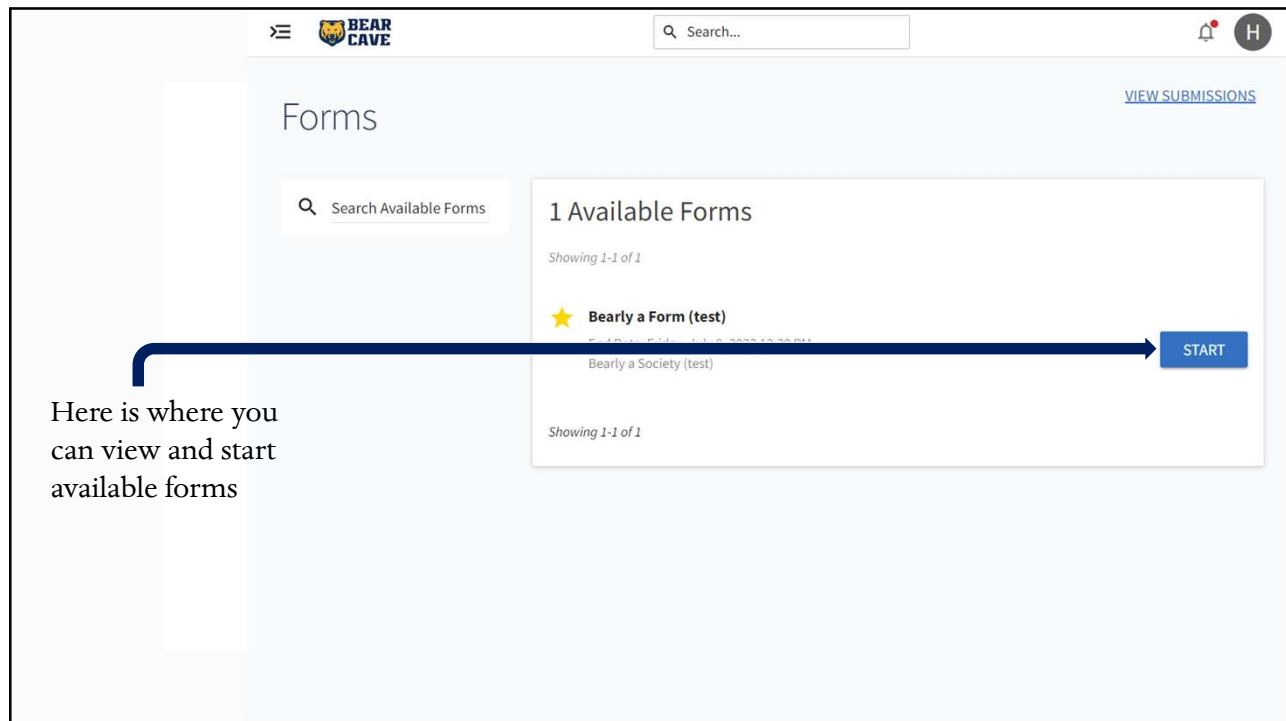 BEAR
CAVE
Search...
H
VIEW SUBMISSIONS
Forms
Search Available Forms
1 Available Forms
Showing 1-1 of 1
Bearly a Form (test)
START
Bearly a Society (test)
Showing 1-1 of 1
Here is where you
can view and start
available forms